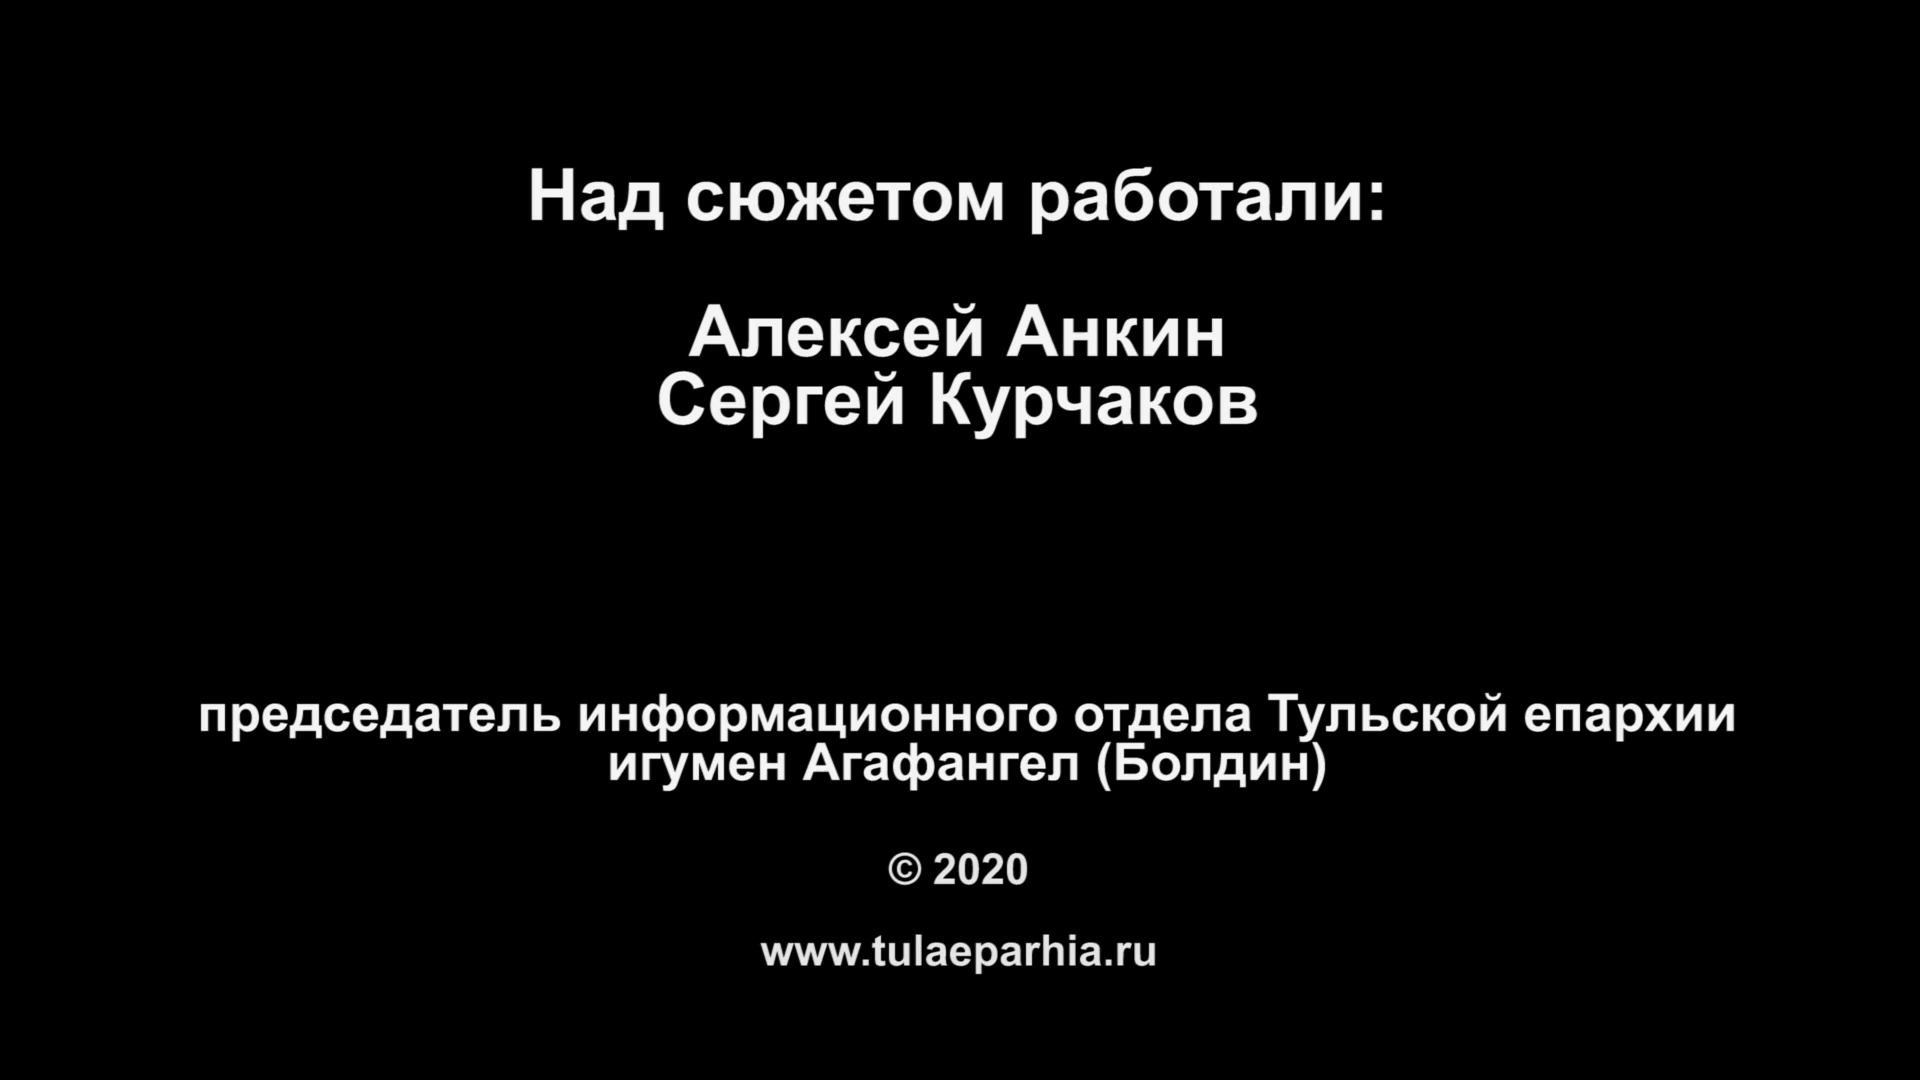 Над сюжетом работали:
Алексей Анкин
Сергей Курчаков
председатель информационного отдела Тульской епархии
игумен Агафангел (Болдин)
© 2020
www.tulaeparhia.ru